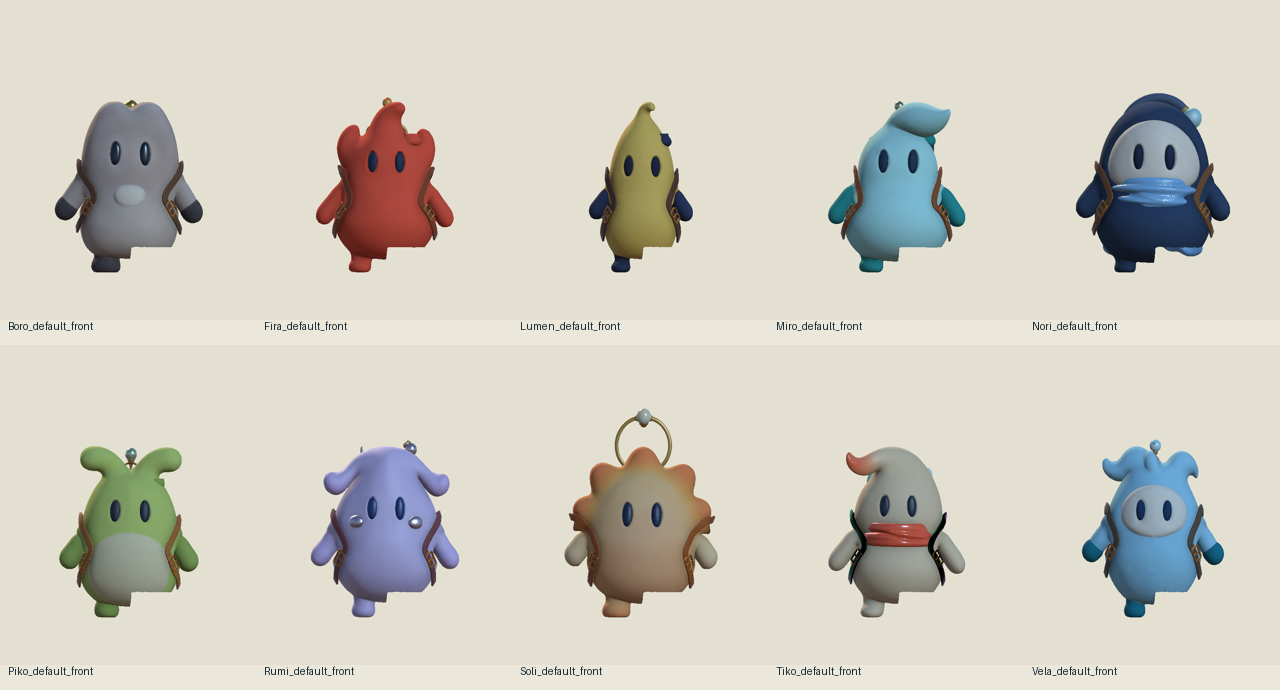 Boro_default_front
Fira_default_front
Lumen_default_front
Miro_default_front
Nori_default_front
Piko_default_front
Rumi_default_front
Soli_default_front
Tiko_default_front
Vela_default_front